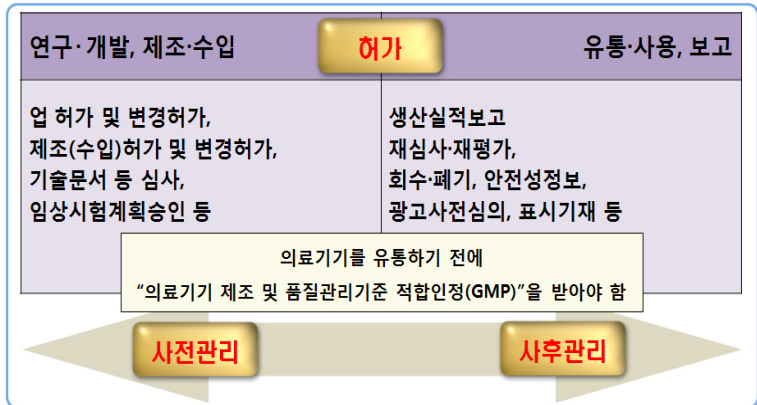 연구·개발, 제조·수입
허가
유통·사용, 보고
업 허가 및 변경허가,
제조(수입)허가 및 변경허가,
기술문서 등 심사,
임상시험계획승인 등
생산실적보고
재심사·재평가,
회수·폐기, 안전성정보,
광고사전심의, 표시기재 등
의료기기를 유통하기 전에
“의료기기 제조 및 품질관리기준 적합인정(GMP)”을 받아야 함
사전관리
사후관리